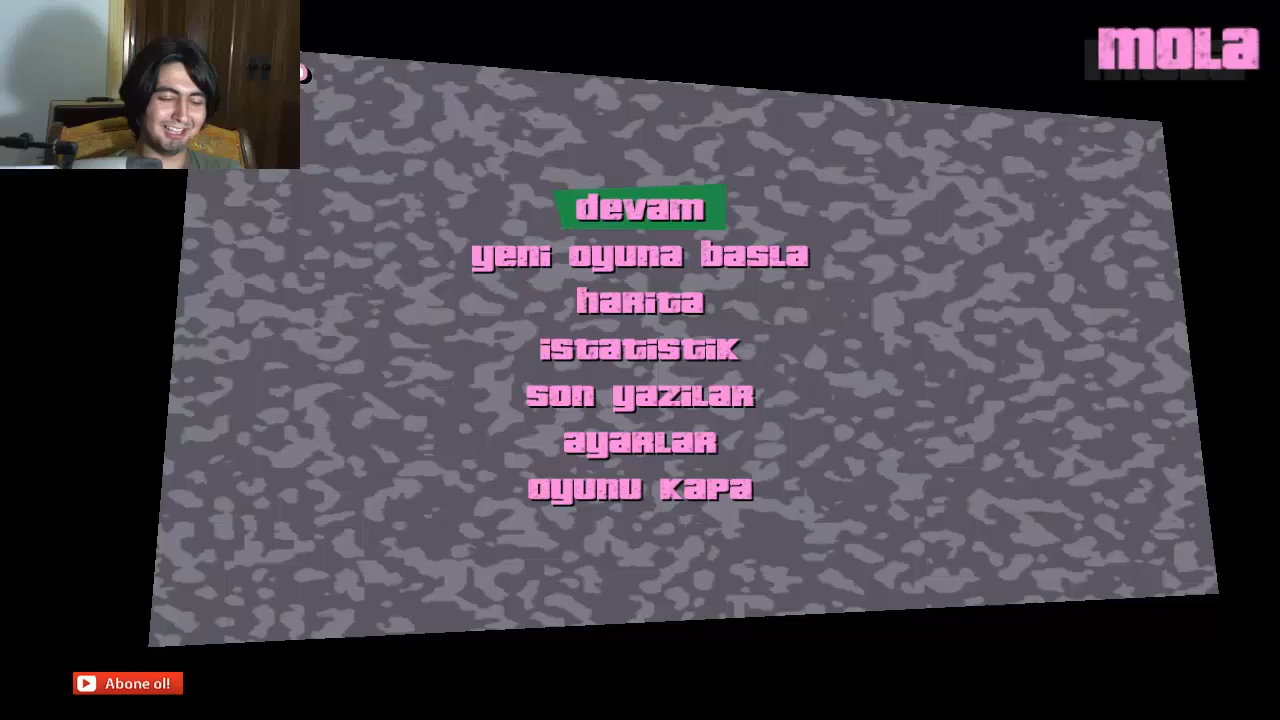 mola
devam
yeni oyuna basla
harita
istatistik
son yazilar
ayarlar
oyunu kapa
Abone ol!